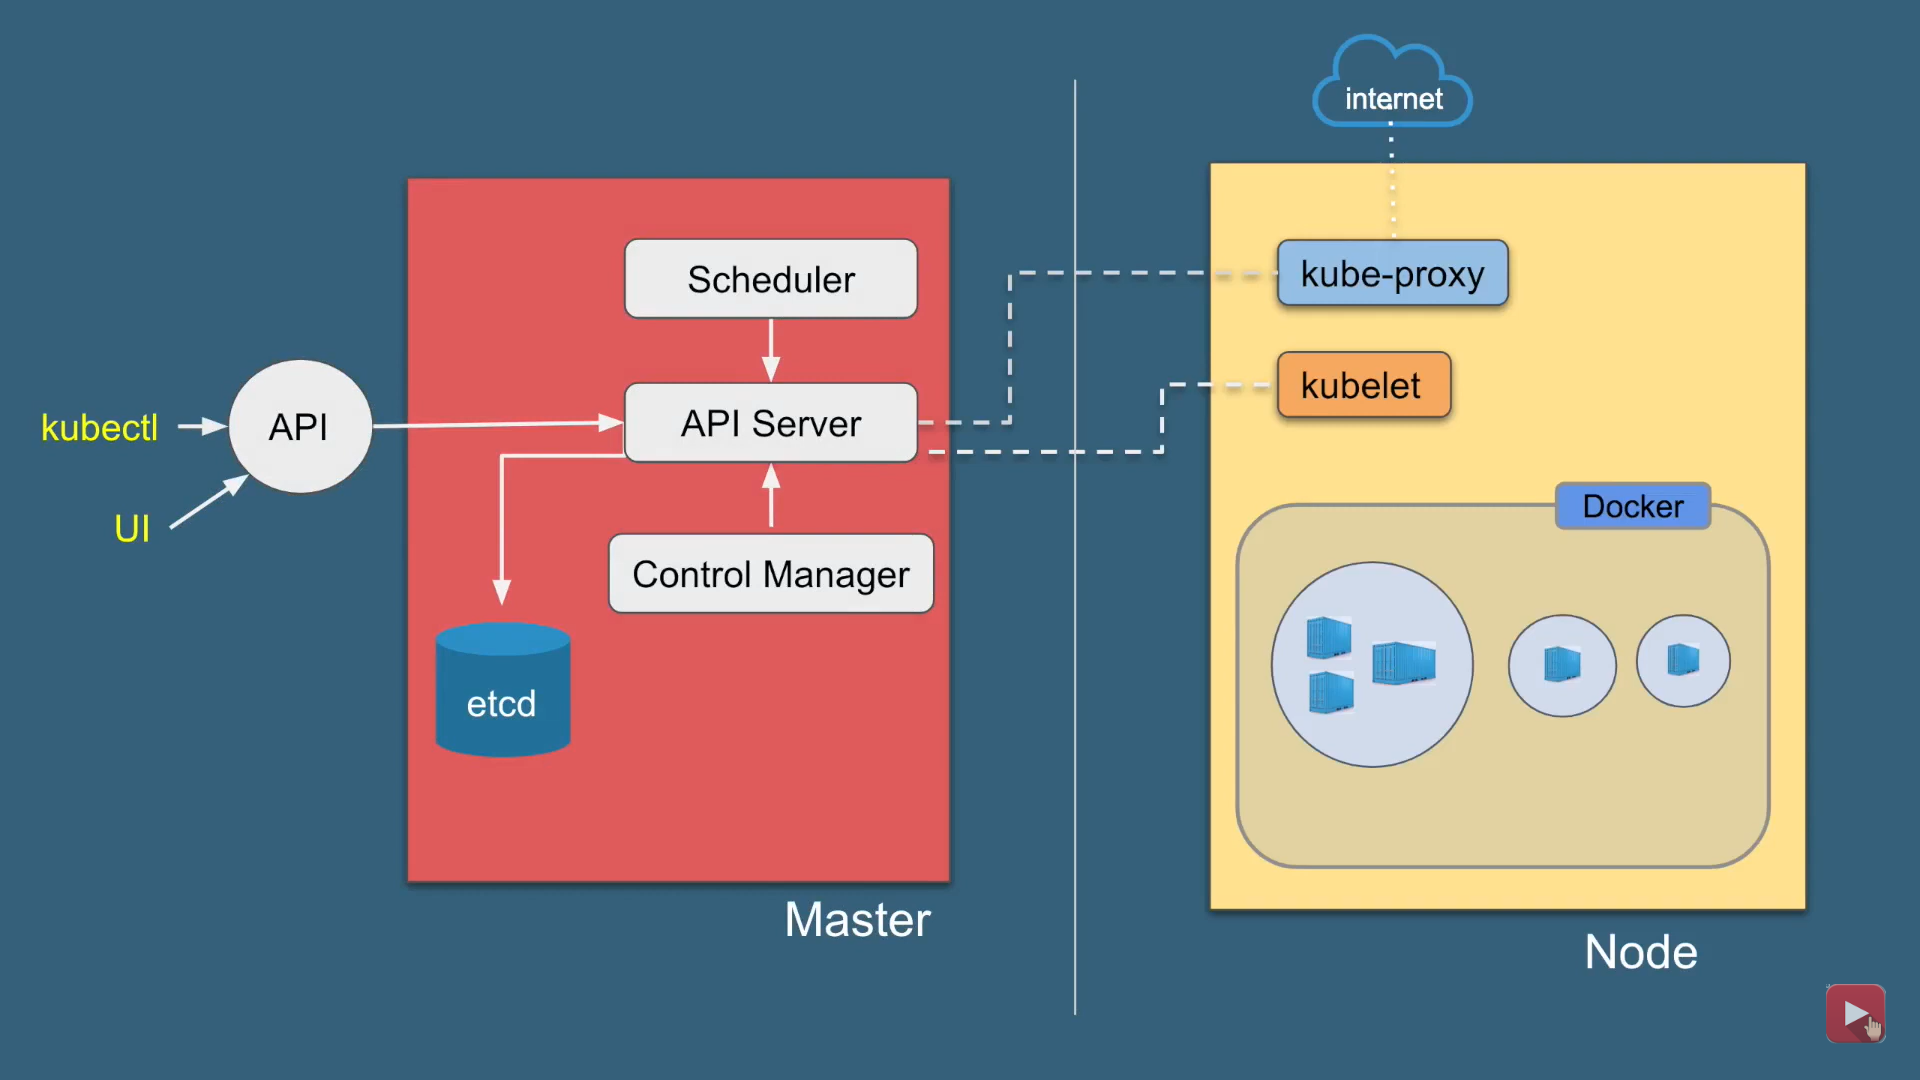 internet
Scheduler
kube-proxy
kubelet
kubectl
API
API Server
UI
Docker
Control Manager
etcd
Master
Node